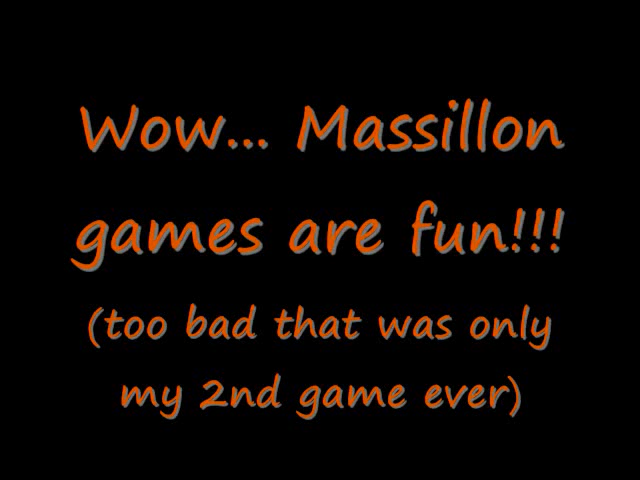 Wow... Massillon
games are fun!!!
(too bad that was only
my 2nd game ever)